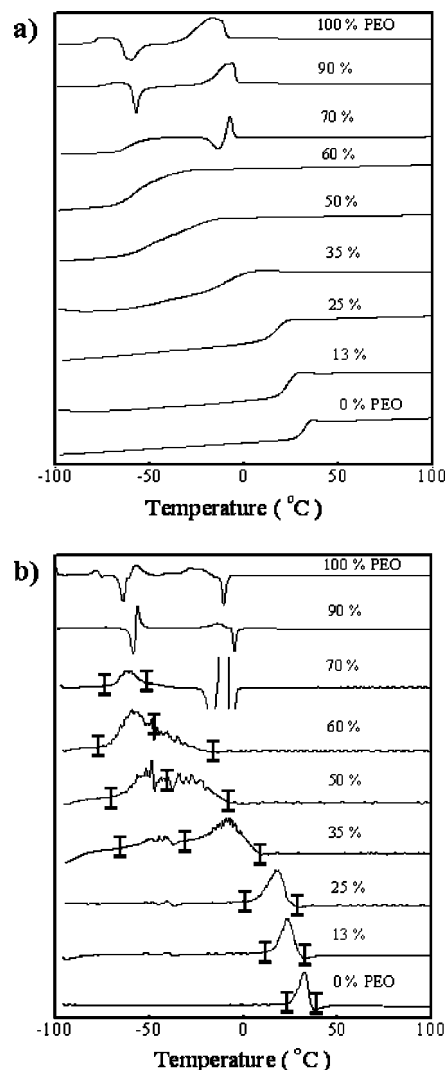 a)
100 % PEO
90 %
70 %
60 %
50 %
35 %
25 %
13 %
0 % PEO
-100 -50 0 50 100
Temperature ( °C )
b)
100 % PEO
90 %
70 %
60 %
50 %
35 %
25 %
13 %
0 % PEO
-100 -50 0 50 100
Temperature ( °C )